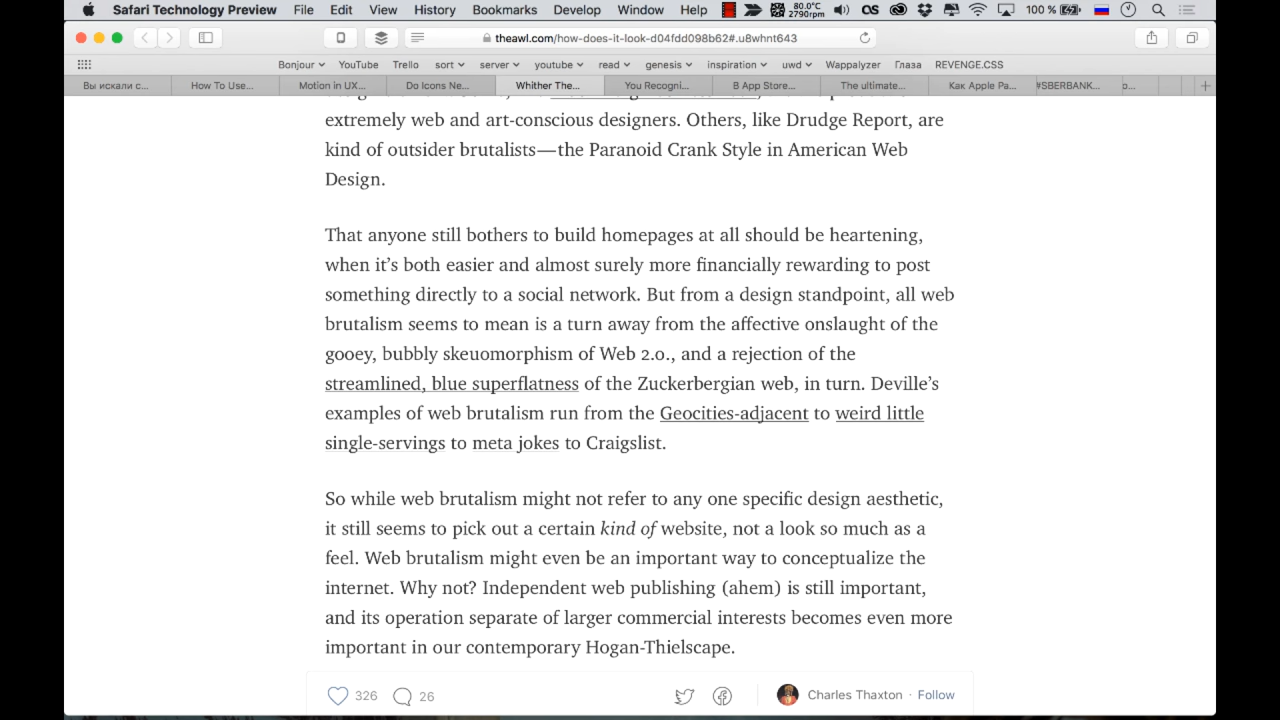 Safari Technology Preview File Edit View History Bookmarks Develop Window Help 80.0°C 2790rpm 100 %
theawl.com/how-does-it-look-d04fdd098b62#.u8whnt643
Bonjour YouTube Trello sort server youtube read genesis inspiration uwd Wappalyzer Глаза REVENGE.CSS
Вы искали с... How To Use... Motion in UX... Do Icons Ne... Whither The... You Recogni... В App Store... The ultimate... Как Apple Pa... #SBERBANK...
extremely web and art-conscious designers. Others, like Drudge Report, are
kind of outsider brutalists—the Paranoid Crank Style in American Web
Design.
That anyone still bothers to build homepages at all should be heartening,
when it’s both easier and almost surely more financially rewarding to post
something directly to a social network. But from a design standpoint, all web
brutalism seems to mean is a turn away from the affective onslaught of the
gooey, bubbly skeuomorphism of Web 2.0., and a rejection of the
streamlined, blue superflatness of the Zuckerbergian web, in turn. Deville’s
examples of web brutalism run from the Geocities-adjacent to weird little
single-servings to meta jokes to Craigslist.
So while web brutalism might not refer to any one specific design aesthetic,
it still seems to pick out a certain kind of website, not a look so much as a
feel. Web brutalism might even be an important way to conceptualize the
internet. Why not? Independent web publishing (ahem) is still important,
and its operation separate of larger commercial interests becomes even more
important in our contemporary Hogan-Thielscape.
326 26 Charles Thaxton · Follow